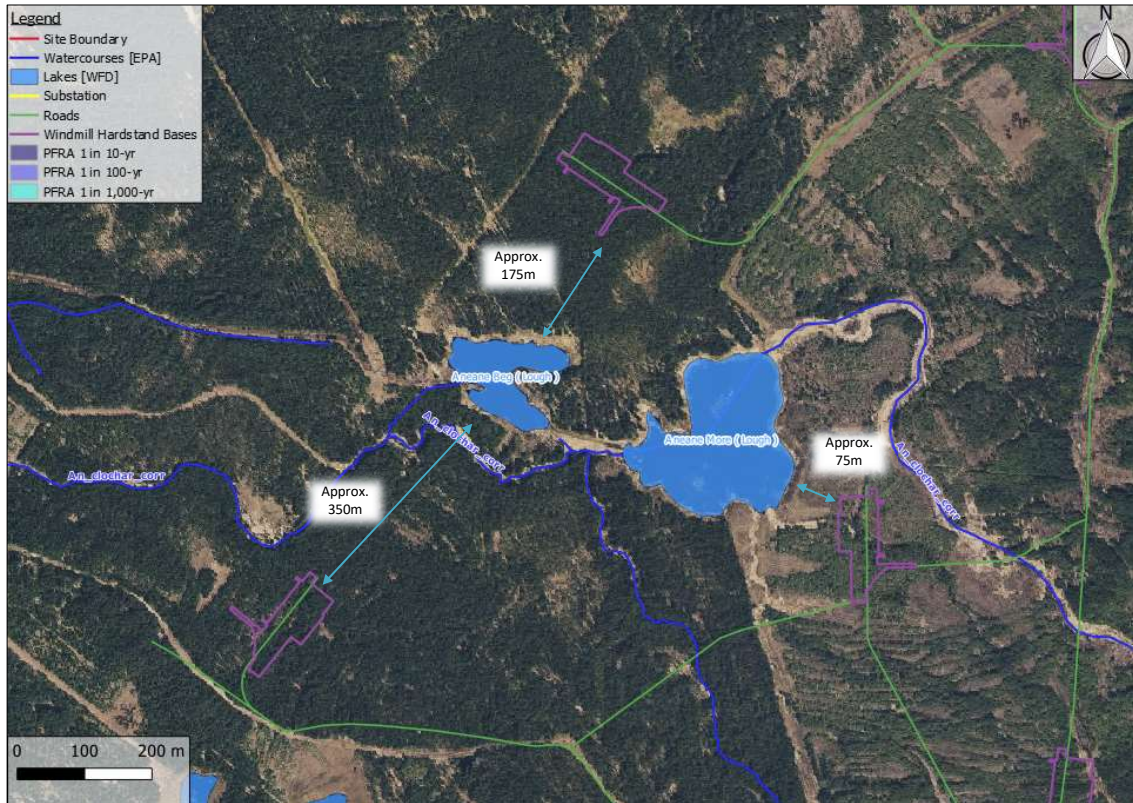 Legend
Site Boundary
Watercourses [EPA]
Lakes [WFD]
Substation
Roads
Windmill Hardstand Bases
PFRA 1 in 10-yr
PFRA 1 in 100-yr
PFRA 1 in 1,000-yr
N
Approx.
175m
Aneane Beg ( Lough )
An_clochar_corr
Aneane More ( Lough )
Approx.
75m
An_clochar_corr
An_clochar_corr
Approx.
350m
0 100 200 m